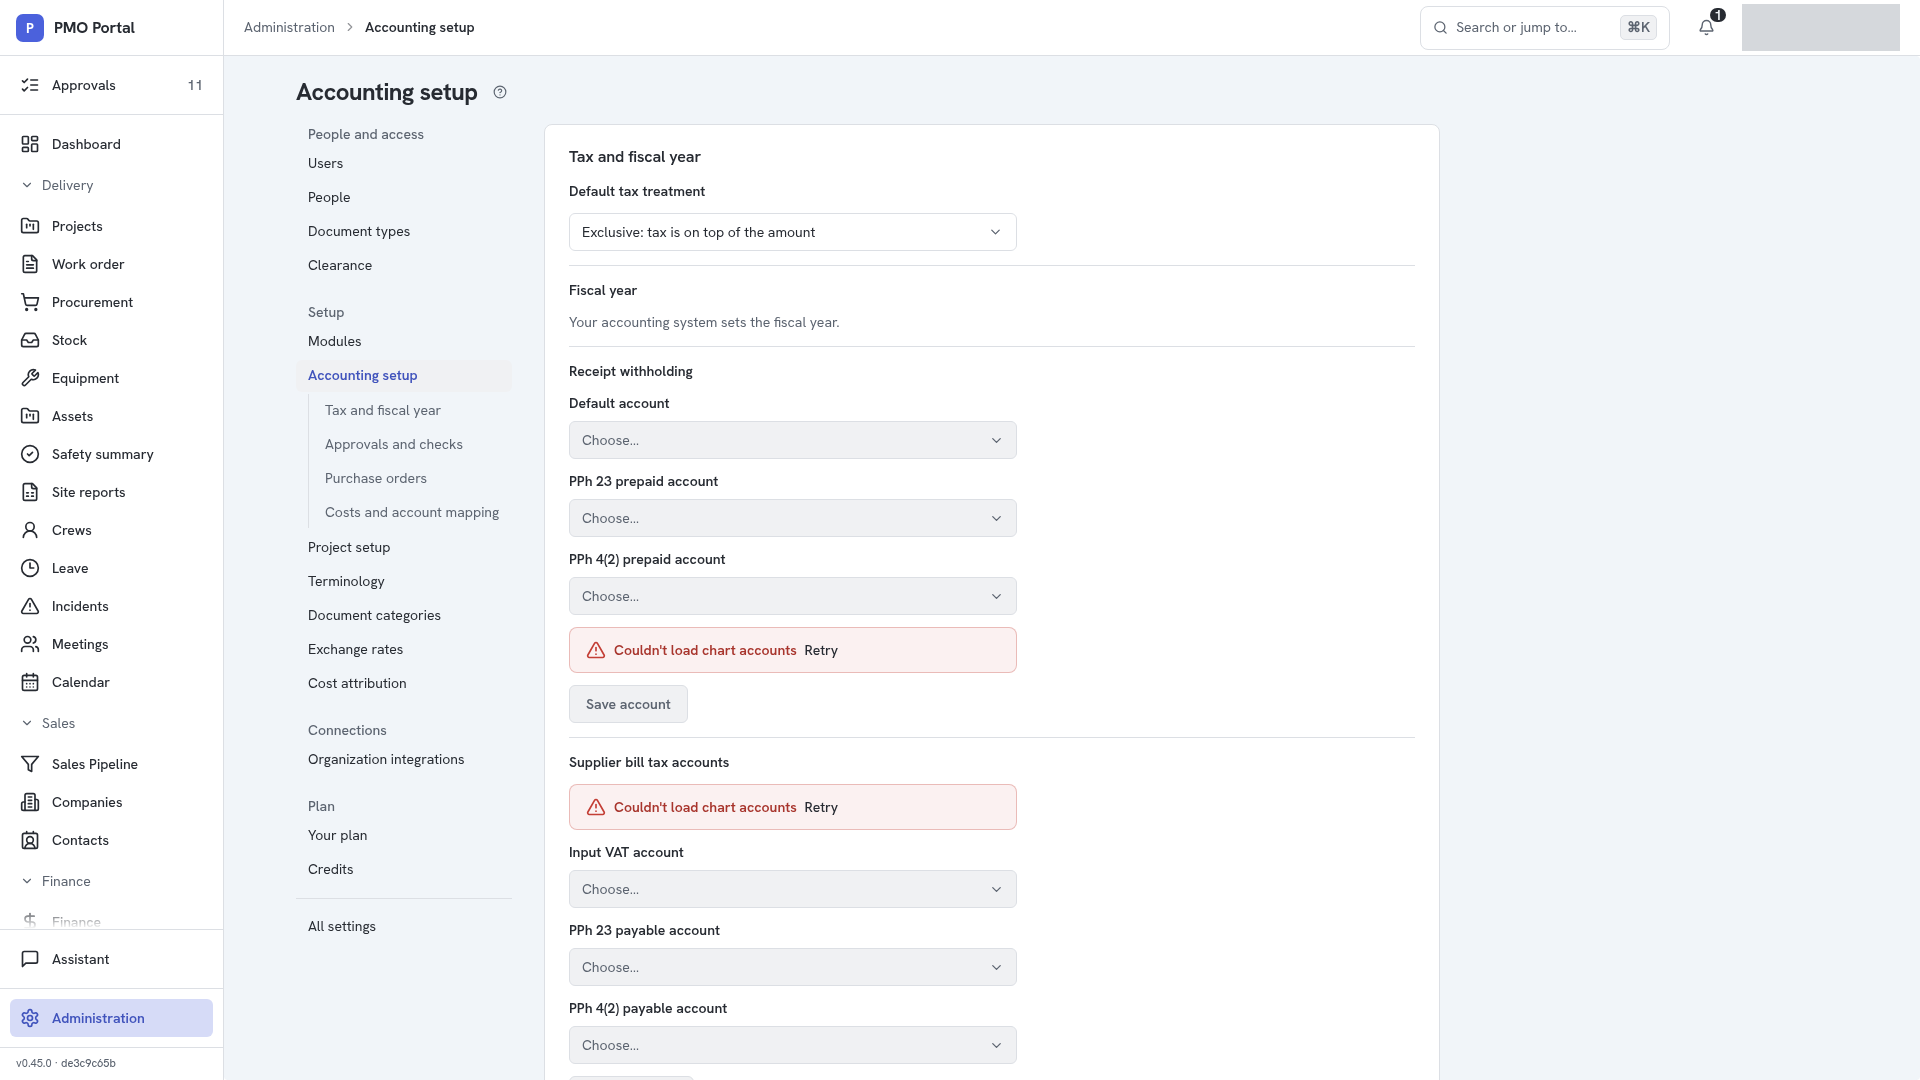 P PMO Portal
Administration > Accounting setup
Search or jump to... ⌘K
1
Approvals 11
Dashboard
Delivery
Projects
Work order
Procurement
Stock
Equipment
Assets
Safety summary
Site reports
Crews
Leave
Incidents
Meetings
Calendar
Sales
Sales Pipeline
Companies
Contacts
Finance
Finance
Assistant
Administration
v0.45.0 · de3c9c65b
Accounting setup
People and access
Users
People
Document types
Clearance
Setup
Modules
Accounting setup
Tax and fiscal year
Approvals and checks
Purchase orders
Costs and account mapping
Project setup
Terminology
Document categories
Exchange rates
Cost attribution
Connections
Organization integrations
Plan
Your plan
Credits
All settings
Tax and fiscal year
Default tax treatment
Exclusive: tax is on top of the amount
Fiscal year
Your accounting system sets the fiscal year.
Receipt withholding
Default account
Choose...
PPh 23 prepaid account
Choose...
PPh 4(2) prepaid account
Choose...
Couldn't load chart accounts Retry
Save account
Supplier bill tax accounts
Couldn't load chart accounts Retry
Input VAT account
Choose...
PPh 23 payable account
Choose...
PPh 4(2) payable account
Choose...